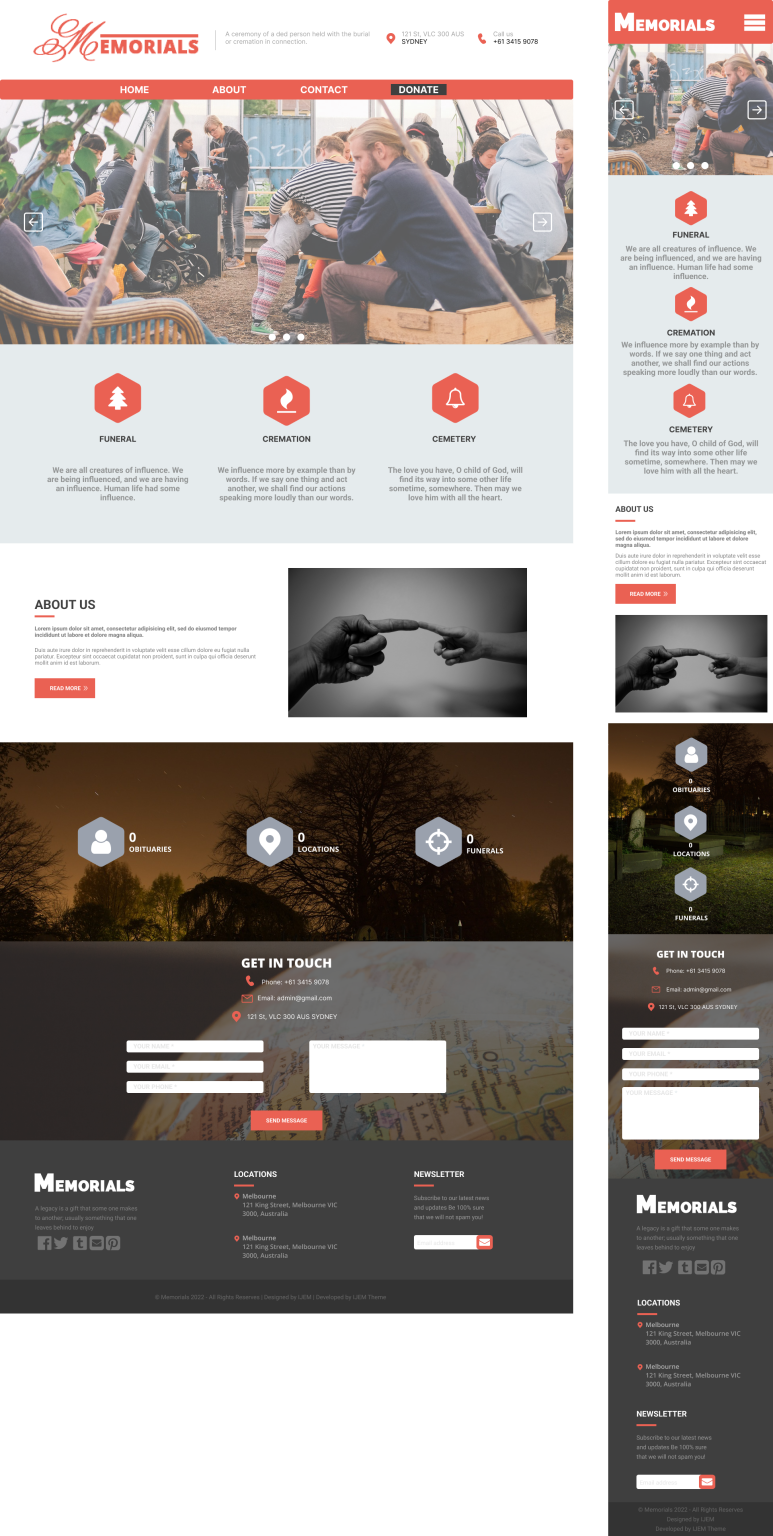 MEMORIALS
A ceremony of a ded person held with the burial
or cremation in connection.
121 St, VLC 300 AUS
SYDNEY
Call us
+61 3415 9078
HOME
ABOUT
CONTACT
DONATE
FUNERAL
We are all creatures of influence. We
are being influenced, and we are having
an influence. Human life had some
influence.
CREMATION
We influence more by example than by
words. If we say one thing and act
another, we shall find our actions
speaking more loudly than our words.
CEMETERY
The love you have, O child of God, will
find its way into some other life
sometime, somewhere. Then may we
love him with all the heart.
ABOUT US
Lorem ipsum dolor sit amet, consectetur adipisicing elit, sed do eiusmod tempor
incididunt ut labore et dolore magna aliqua.
Duis aute irure dolor in reprehenderit in voluptate velit esse cillum dolore eu fugiat nulla
pariatur. Excepteur sint occaecat cupidatat non proident, sunt in culpa qui officia deserunt
mollit anim id est laborum.
READ MORE
0
OBITUARIES
0
LOCATIONS
0
FUNERALS
GET IN TOUCH
Phone: +61 3415 9078
Email: admin@gmail.com
121 St, VLC 300 AUS SYDNEY
YOUR NAME *
YOUR EMAIL *
YOUR PHONE *
YOUR MESSAGE *
SEND MESSAGE
MEMORIALS
A legacy is a gift that some one makes
to another; usually something that one
leaves behind to enjoy
LOCATIONS
Melbourne
121 King Street, Melbourne VIC
3000, Australia
Melbourne
121 King Street, Melbourne VIC
3000, Australia
NEWSLETTER
Subscribe to our latest news
and updates Be 100% sure
that we will not spam you!
Email address
© Memorials 2022 - All Rights Reserves | Designed by LÆM | Developed by LÆM Theme
MEMORIALS
FUNERAL
We are all creatures of influence. We
are being influenced, and we are having
an influence. Human life had some
influence.
CREMATION
We influence more by example than by
words. If we say one thing and act
another, we shall find our actions
speaking more loudly than our words.
CEMETERY
The love you have, O child of God, will
find its way into some other life
sometime, somewhere. Then may we
love him with all the heart.
ABOUT US
Lorem ipsum dolor sit amet, consectetur adipisicing elit,
sed do eiusmod tempor incididunt ut labore et dolore
magna aliqua.
Duis aute irure dolor in reprehenderit in voluptate velit esse
cillum dolore eu fugiat nulla pariatur. Excepteur sint occaecat
cupidatat non proident, sunt in culpa qui officia deserunt
mollit anim id est laborum.
READ MORE
0
OBITUARIES
0
LOCATIONS
0
FUNERALS
GET IN TOUCH
Phone: +61 3415 9078
Email: admin@gmail.com
121 St, VLC 300 AUS SYDNEY
YOUR NAME *
YOUR EMAIL *
YOUR PHONE *
YOUR MESSAGE *
SEND MESSAGE
MEMORIALS
A legacy is a gift that some one makes
to another; usually something that one
leaves behind to enjoy
LOCATIONS
Melbourne
121 King Street, Melbourne VIC
3000, Australia
Melbourne
121 King Street, Melbourne VIC
3000, Australia
NEWSLETTER
Subscribe to our latest news
and updates Be 100% sure
that we will not spam you!
Email address
© Memorials 2022 - All Rights Reserves
Designed by LÆM
Developed by LÆM Theme